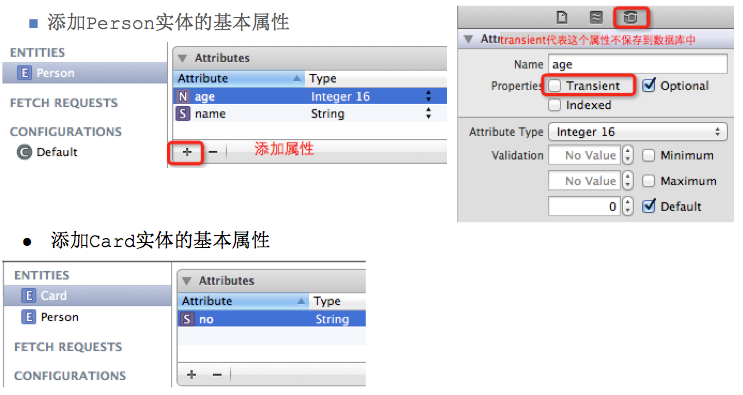 添加Person实体的基本属性
ENTITIES
E Person
FETCH REQUESTS
CONFIGURATIONS
C Default
Attributes
Attribute Type
N age Integer 16
S name String
+ −
添加属性
Attritransient代表这个属性不保存到数据库中
Name age
Properties Transient Optional
Indexed
Attribute Type Integer 16
Validation No Value Minimum
No Value Maximum
0 Default
添加Card实体的基本属性
ENTITIES
E Card
E Person
FETCH REQUESTS
CONFIGURATIONS
Attributes
Attribute Type
S no String
+ −